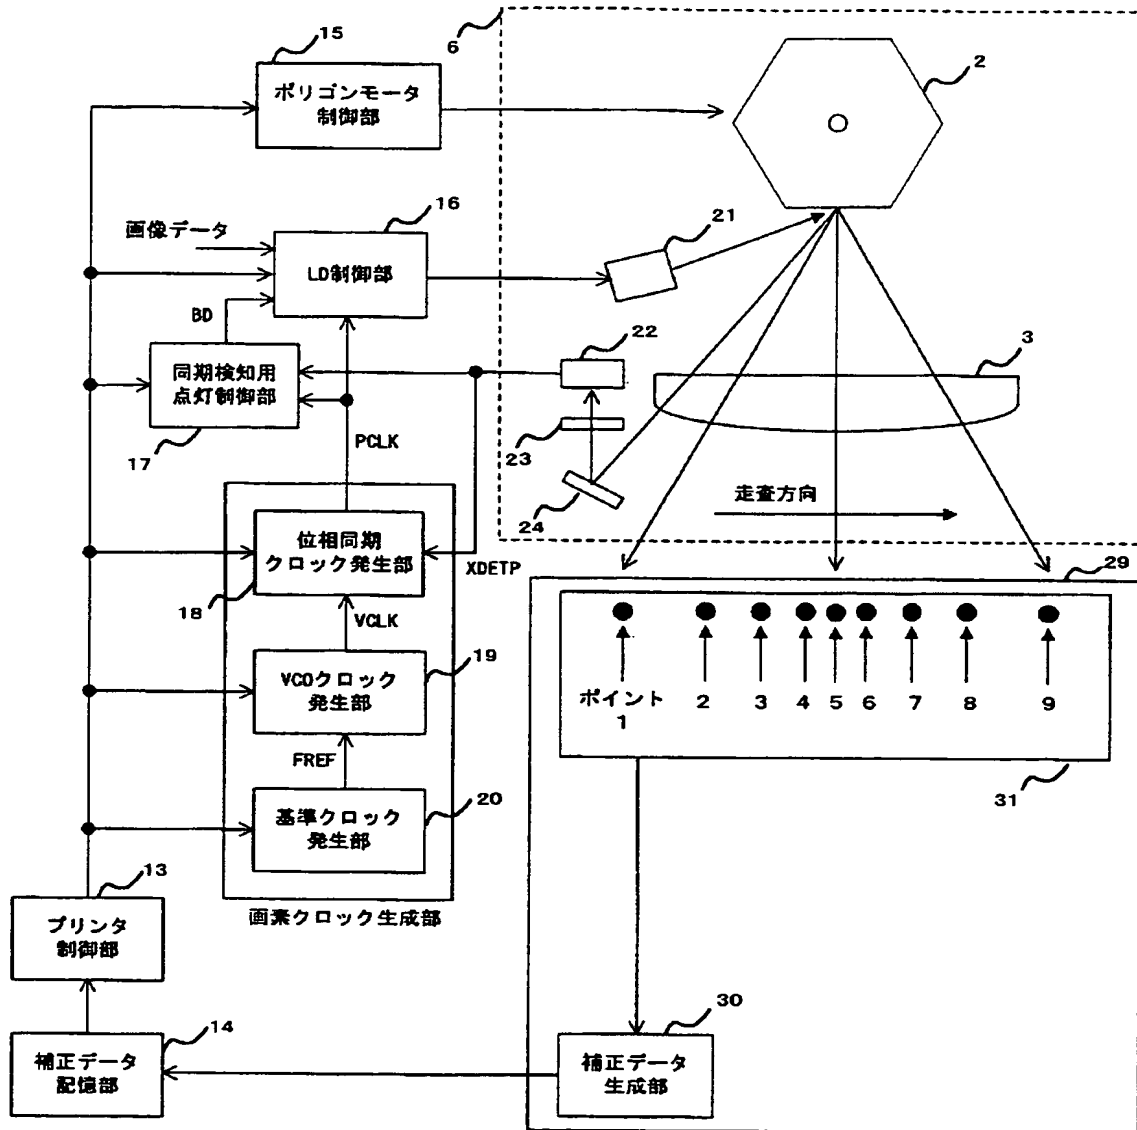 15
6
2
ポリゴンモータ
制御部
16
21
画像データ
LD制御部
BD
22
3
同期検知用
点灯制御部
17
PCLK
23
24
走査方向
位相同期
クロック発生部
18
XDETP
29
VCLK
19
VCOクロック
発生部
ポイント
1
2
3
4
5
6
7
8
9
FREF
31
20
基準クロック
発生部
13
画素クロック生成部
プリンタ
制御部
30
14
補正データ
記憶部
補正データ
生成部